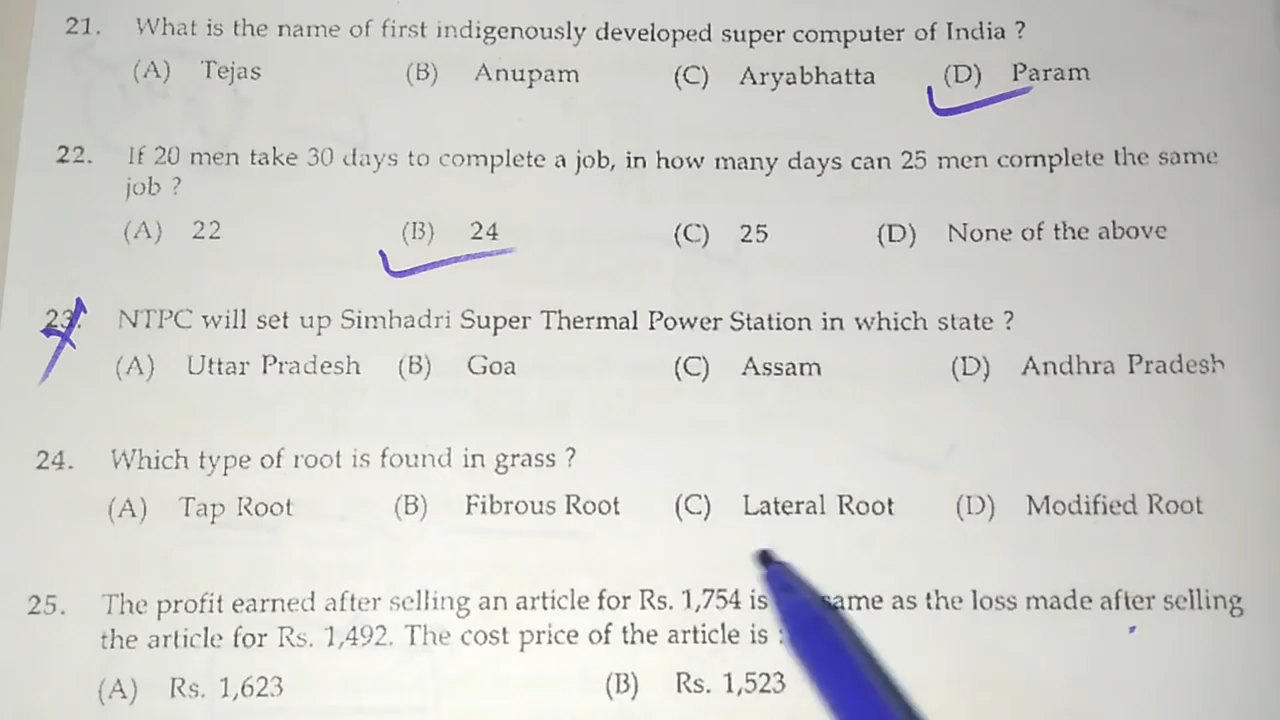 21. What is the name of first indigenously developed super computer of India ?
(A) Tejas (B) Anupam (C) Aryabhatta (D) Param
22. If 20 men take 30 days to complete a job, in how many days can 25 men complete the same
job ?
(A) 22 (B) 24 (C) 25 (D) None of the above
23. NTPC will set up Simhadri Super Thermal Power Station in which state ?
(A) Uttar Pradesh (B) Goa (C) Assam (D) Andhra Pradesh
24. Which type of root is found in grass ?
(A) Tap Root (B) Fibrous Root (C) Lateral Root (D) Modified Root
25. The profit earned after selling an article for Rs. 1,754 is same as the loss made after selling
the article for Rs. 1,492. The cost price of the article is :
(A) Rs. 1,623 (B) Rs. 1,523